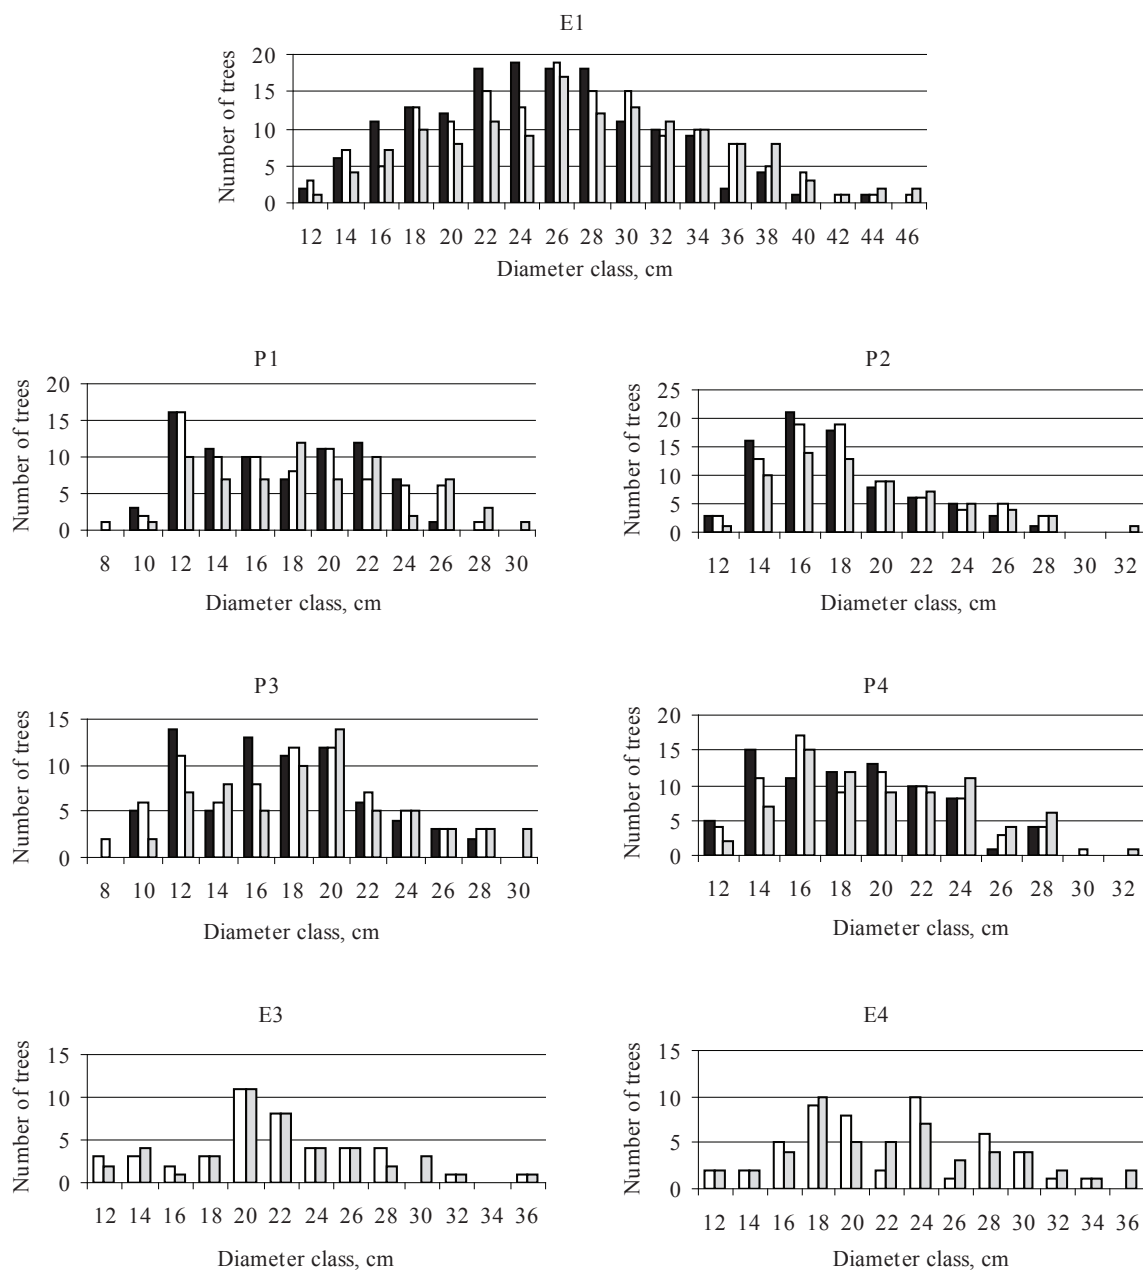 E1
Number of trees
20
15
10
5
0
12 14 16 18 20 22 24 26 28 30 32 34 36 38 40 42 44 46
Diameter class, cm
P1
Number of trees
20
15
10
5
0
8 10 12 14 16 18 20 22 24 26 28 30
Diameter class, cm
P2
Number of trees
25
20
15
10
5
0
12 14 16 18 20 22 24 26 28 30 32
Diameter class, cm
P3
Number of trees
15
10
5
0
8 10 12 14 16 18 20 22 24 26 28 30
Diameter class, cm
P4
Number of trees
20
15
10
5
0
12 14 16 18 20 22 24 26 28 30 32
Diameter class, cm
E3
Number of trees
15
10
5
0
12 14 16 18 20 22 24 26 28 30 32 34 36
Diameter class, cm
E4
Number of trees
15
10
5
0
12 14 16 18 20 22 24 26 28 30 32 34 36
Diameter class, cm